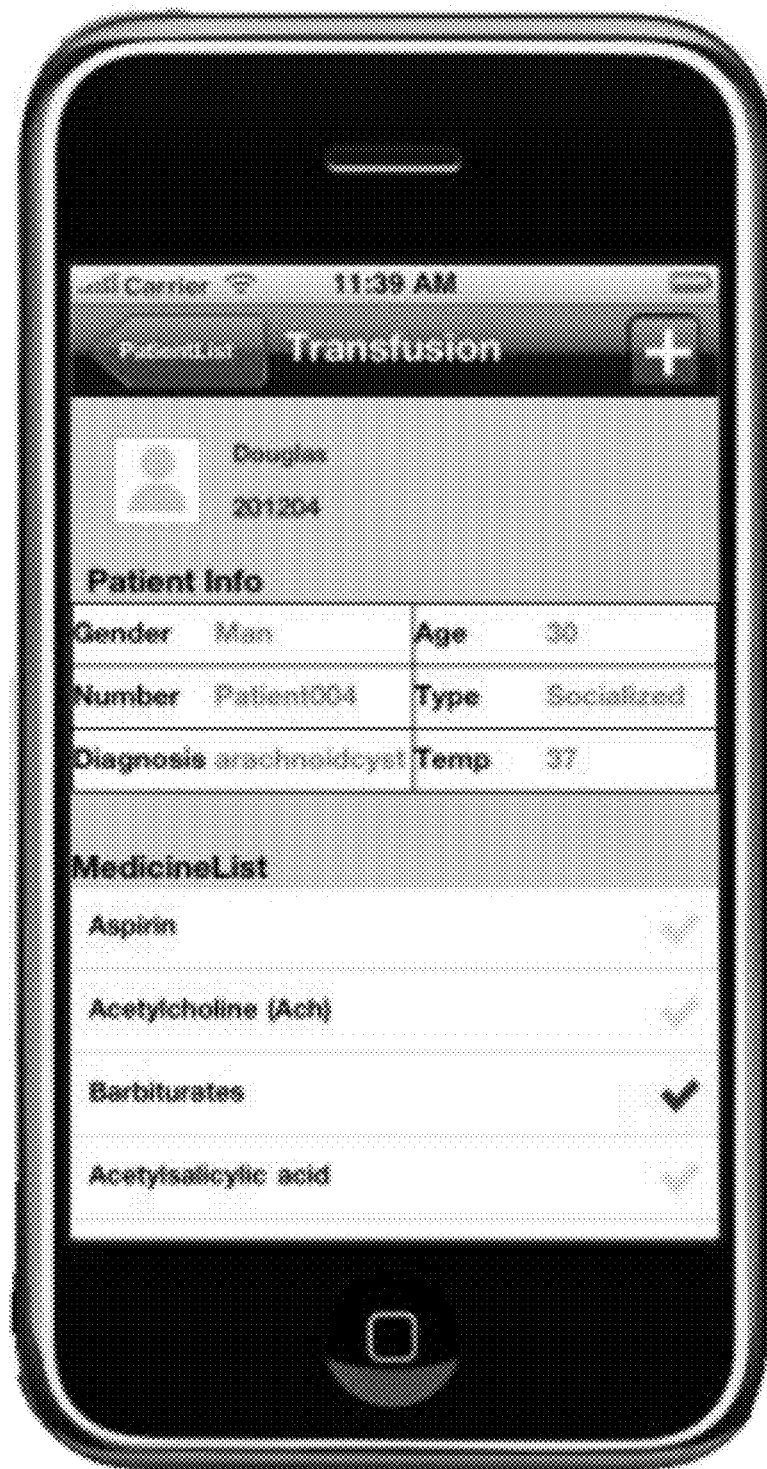 Carrier 11:39 AM
PatientList Transfusion +
Douglas
201204
Patient Info
Gender Man Age 30
Number Patient004 Type Socialized
Diagnosis arachnoidcyst Temp 37
MedicineList
Aspirin
Acetylcholine (Ach)
Barbiturates
Acetylsalicylic acid